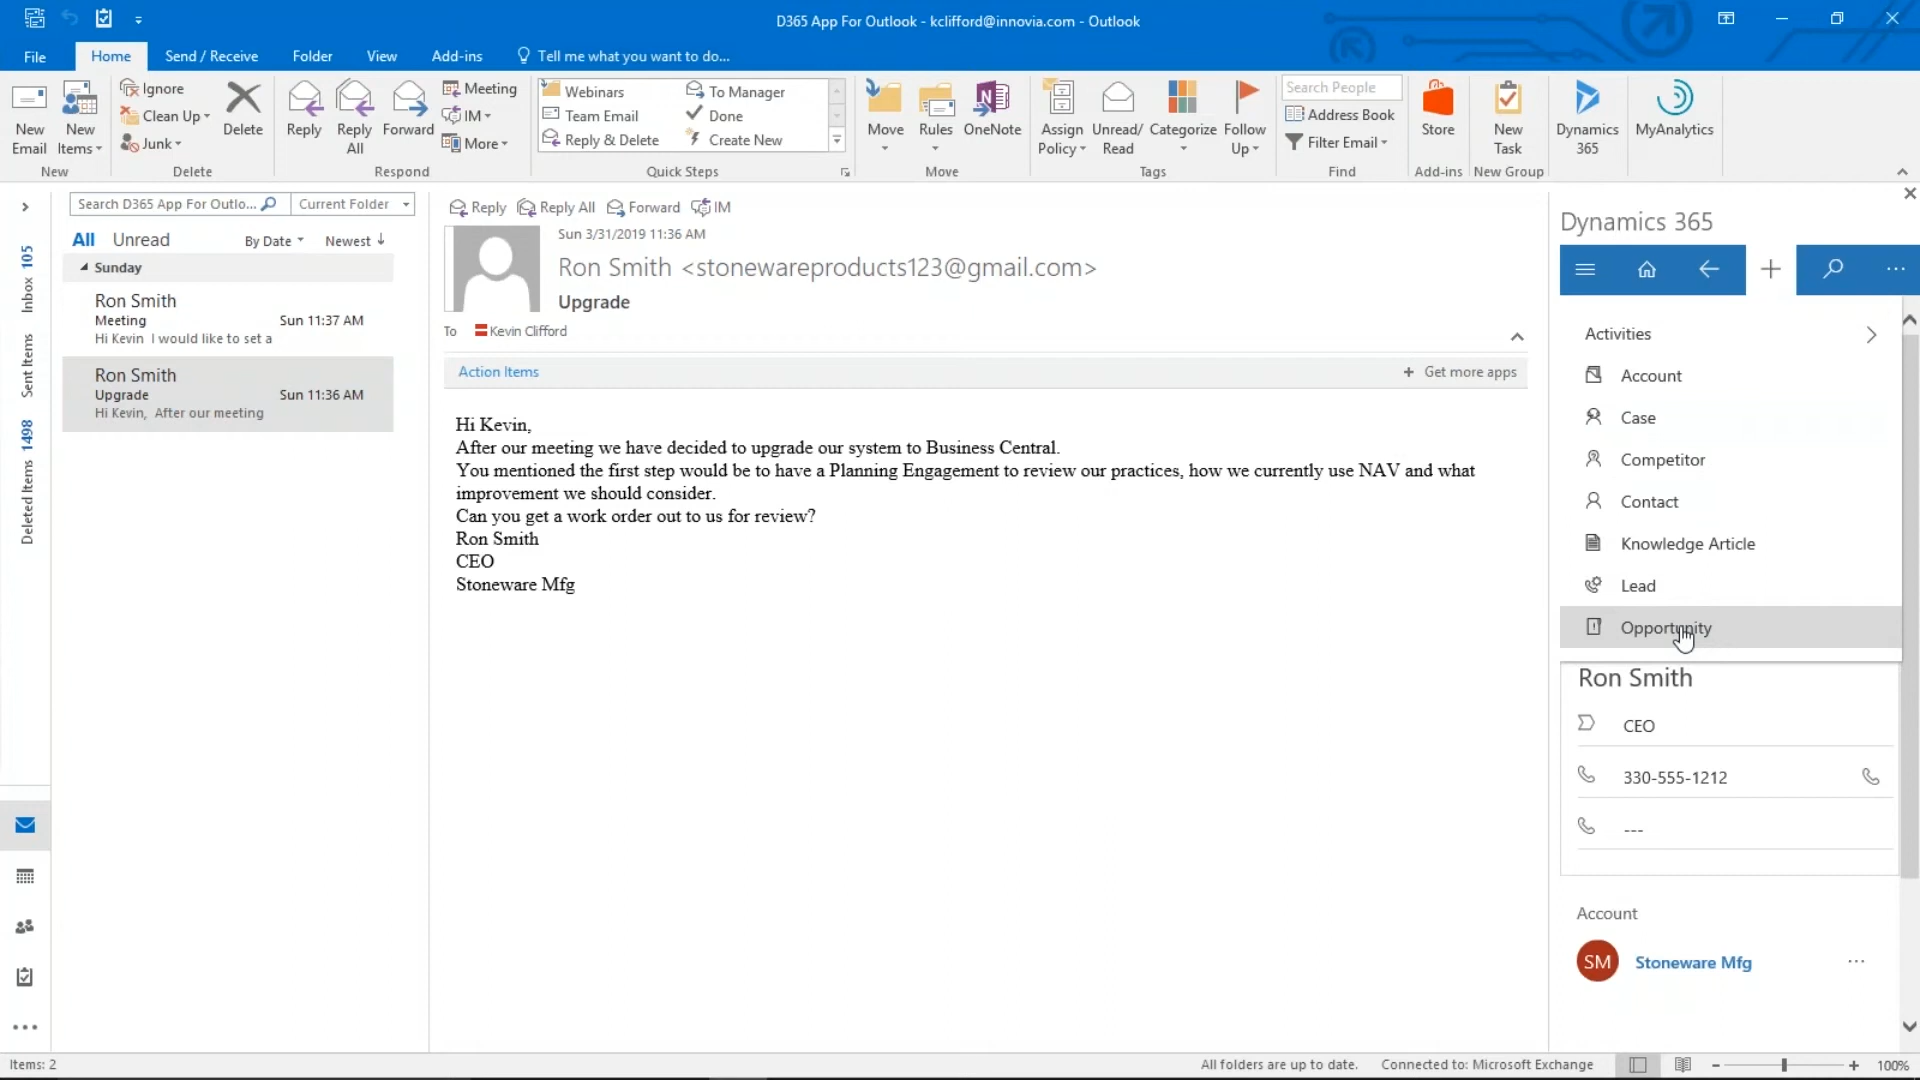 D365 App For Outlook - kclifford@innovia.com - Outlook
File
Home
Send / Receive
Folder
View
Add-ins
Tell me what you want to do...
New Email
New Items
New
Ignore
Clean Up
Junk
Delete
Delete
Reply
Reply All
Forward
Meeting
IM
More
Respond
Webinars
Team Email
Reply & Delete
To Manager
Done
Create New
Quick Steps
Move
Rules
OneNote
Move
Assign Policy
Unread/ Read
Categorize
Follow Up
Tags
Search People
Address Book
Filter Email
Find
Store
Add-ins
New Task
New Group
Dynamics 365
MyAnalytics
Inbox 105
Sent Items
Deleted Items 1498
Search D365 App For Outlo...
Current Folder
All
Unread
By Date
Newest
Sunday
Ron Smith
Meeting
Sun 11:37 AM
Hi Kevin I would like to set a
Ron Smith
Upgrade
Sun 11:36 AM
Hi Kevin, After our meeting
Reply
Reply All
Forward
IM
Sun 3/31/2019 11:36 AM
Ron Smith <stonewareproducts123@gmail.com>
Upgrade
To
Kevin Clifford
Action Items
+ Get more apps
Hi Kevin,
After our meeting we have decided to upgrade our system to Business Central.
You mentioned the first step would be to have a Planning Engagement to review our practices, how we currently use NAV and what
improvement we should consider.
Can you get a work order out to us for review?
Ron Smith
CEO
Stoneware Mfg
Dynamics 365
Activities
Account
Case
Competitor
Contact
Knowledge Article
Lead
Opportunity
Ron Smith
CEO
330-555-1212
---
Account
SM
Stoneware Mfg
Items: 2
All folders are up to date.
Connected to: Microsoft Exchange
100%